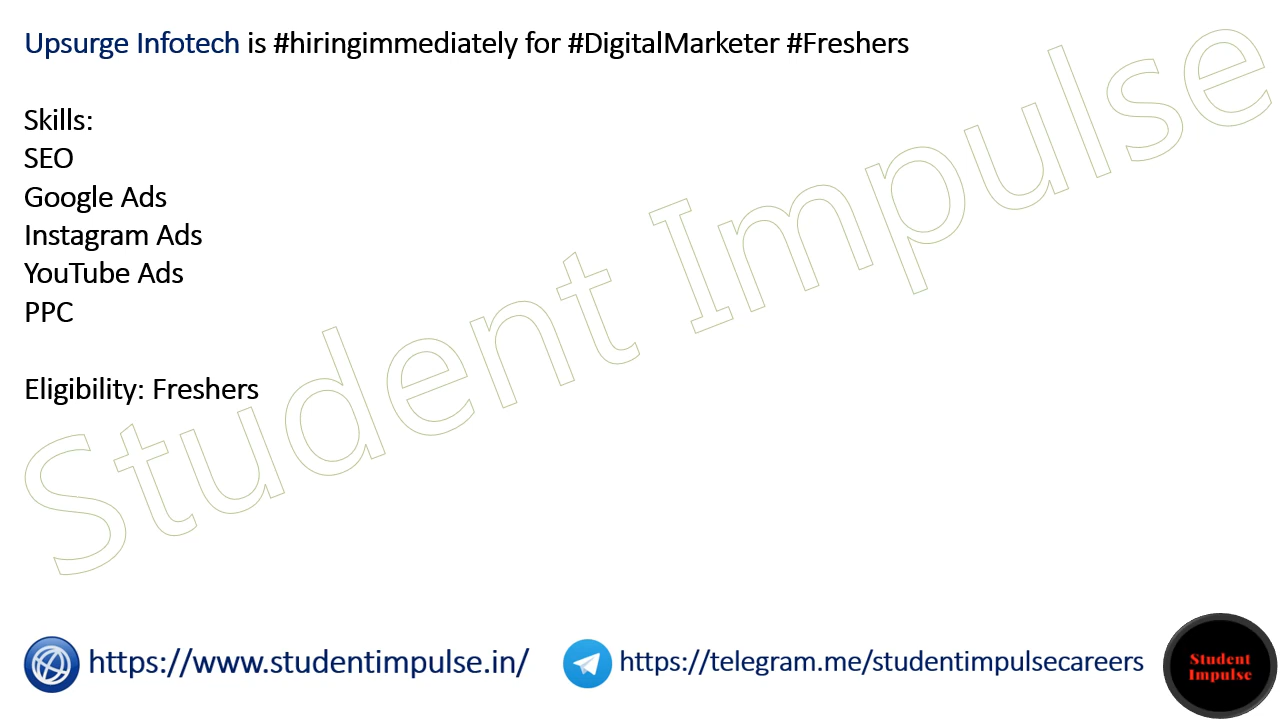 Upsurge Infotech is #hiringimmediately for #DigitalMarketer #Freshers
Skills:
SEO
Google Ads
Instagram Ads
YouTube Ads
PPC
Eligibility: Freshers
Student Impulse
https://www.studentimpulse.in/
https://telegram.me/studentimpulsecareers
Student
Impulse